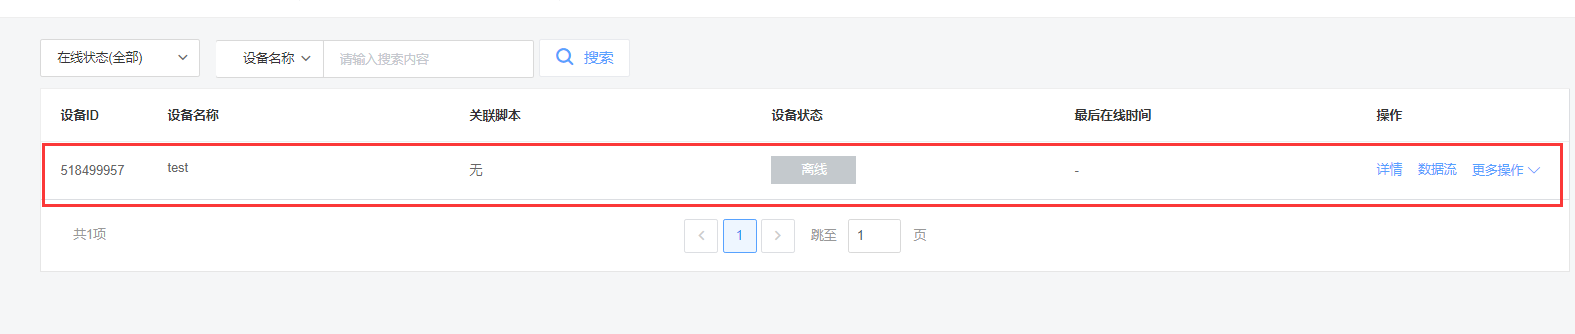 在线状态(全部) 设备名称 请输入搜索内容 搜索
设备ID 设备名称 关联脚本 设备状态 最后在线时间 操作
518499957 test 无 离线 - 详情 数据流 更多操作
共1项 1 跳至 1 页